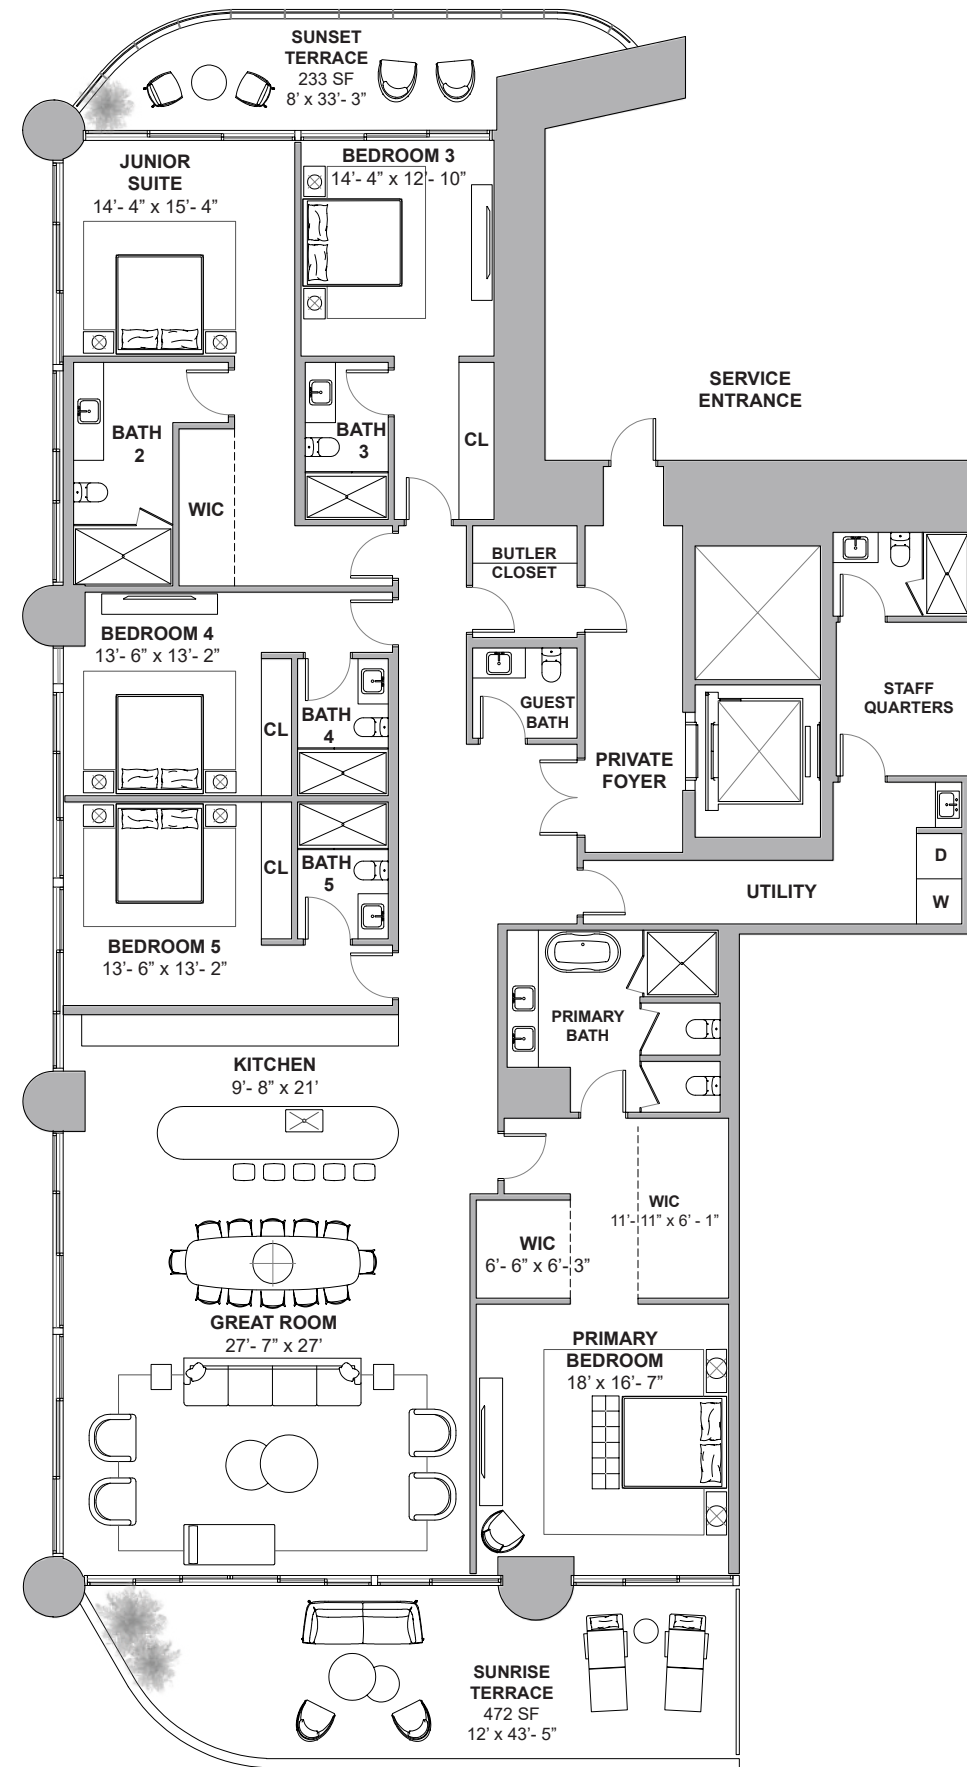 SUNSET
TERRACE
233 SF
8’ x 33’- 3”
JUNIOR
SUITE
14’- 4” x 15’- 4”
BEDROOM 3
14’- 4” x 12’- 10”
SERVICE
ENTRANCE
BATH
2
BATH
3
CL
WIC
BUTLER
CLOSET
BEDROOM 4
13’- 6” x 13’- 2”
CL
BATH
4
GUEST
BATH
STAFF
QUARTERS
PRIVATE
FOYER
CL
BATH
5
D
W
UTILITY
BEDROOM 5
13’- 6” x 13’- 2”
PRIMARY
BATH
KITCHEN
9’- 8” x 21’
WIC
11’- 11” x 6’ - 1”
WIC
6’- 6” x 6’- 3”
GREAT ROOM
27’- 7” x 27’
PRIMARY
BEDROOM
18’ x 16’- 7”
SUNRISE
TERRACE
472 SF
12’ x 43’- 5”